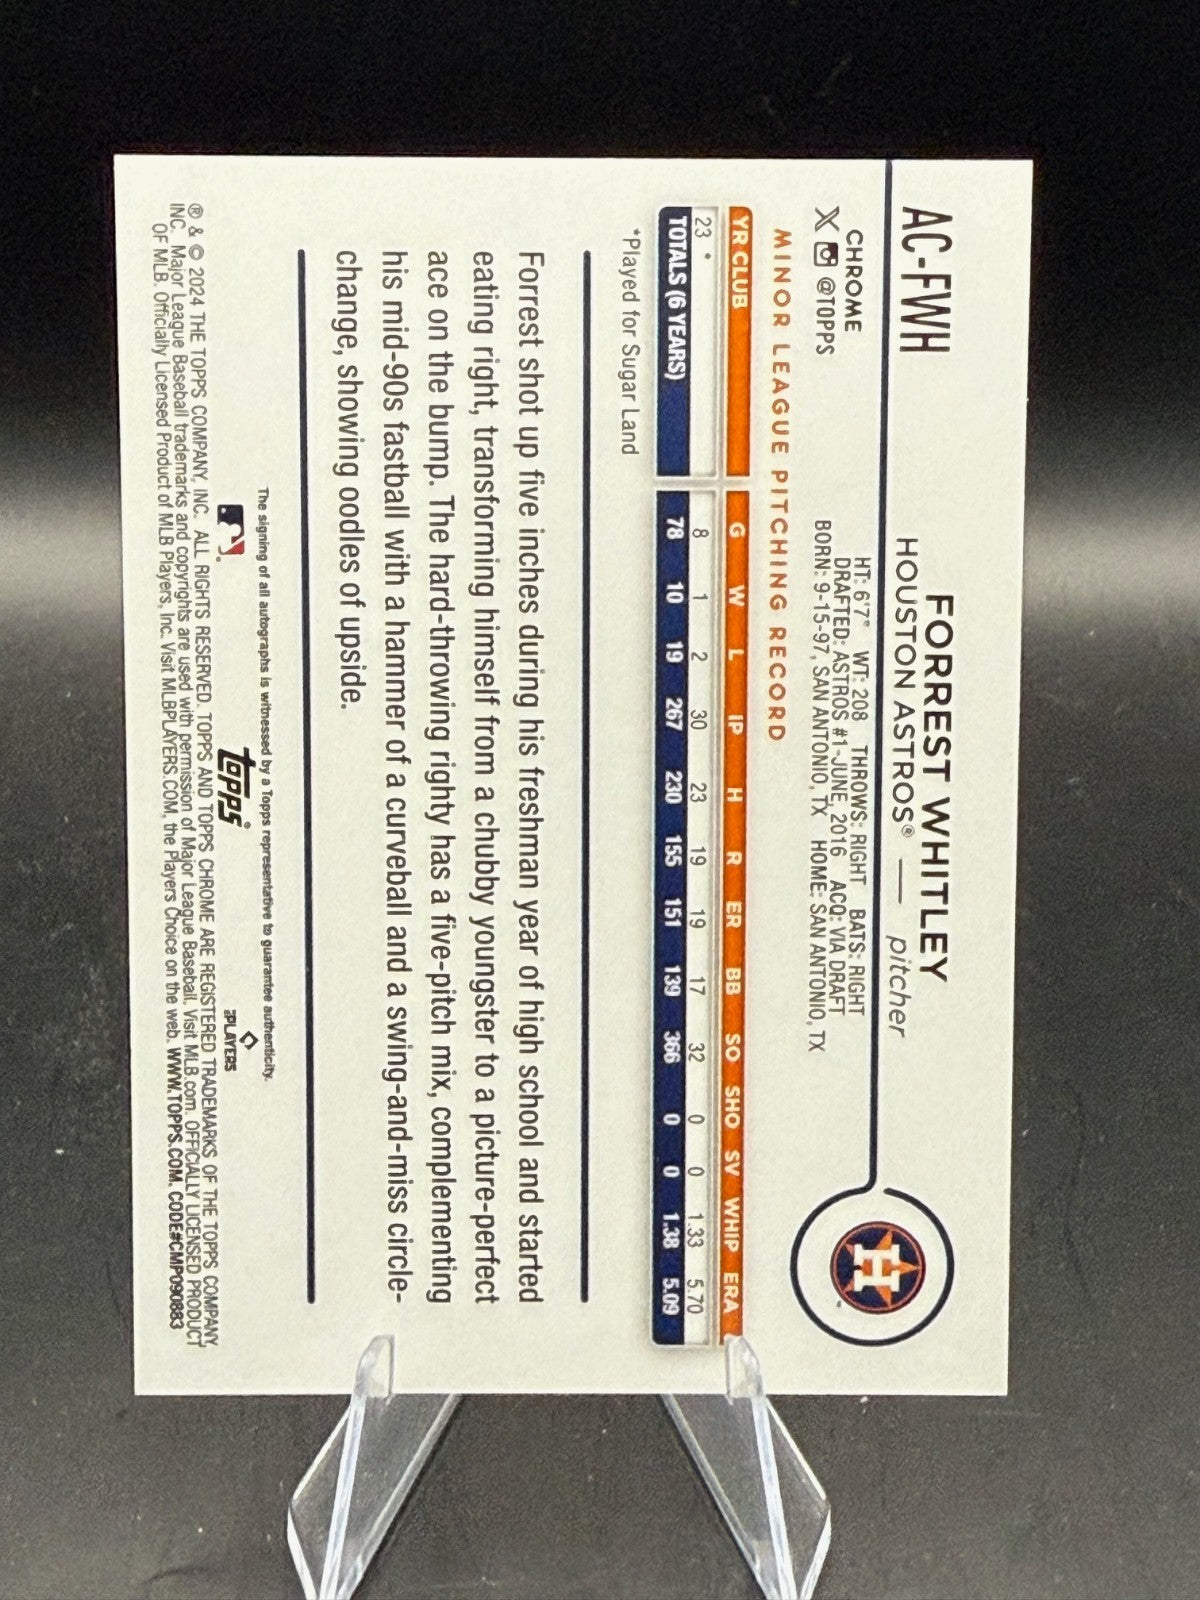 AC-FWH
FORREST WHITLEY
HOUSTON ASTROS® — pitcher
CHROME
@TOPPS
HT: 6'7" WT: 208 THROWS: RIGHT BATS: RIGHT
DRAFTED: ASTROS #1-JUNE, 2016 ACQ: VIA DRAFT
BORN: 9-15-97, SAN ANTONIO, TX HOME: SAN ANTONIO, TX
MINOR LEAGUE PITCHING RECORD
YR CLUB G W L IP H R ER BB SO SHO SV WHIP ERA
23 * 8 1 2 30 23 19 19 17 32 0 0 1.33 5.70
TOTALS (6 YEARS) 78 10 19 267 230 155 151 139 366 0 0 1.38 5.09
*Played for Sugar Land
Forrest shot up five inches during his freshman year of high school and started
eating right, transforming himself from a chubby youngster to a picture-perfect
ace on the bump. The hard-throwing righty has a five-pitch mix, complementing
his mid-90s fastball with a hammer of a curveball and a swing-and-miss circle-
change, showing oodles of upside.
The signing of all autographs is witnessed by a Topps representative to guarantee authenticity.
topps®
PLAYERS
® & © 2024 THE TOPPS COMPANY, INC. ALL RIGHTS RESERVED. TOPPS AND TOPPS CHROME ARE REGISTERED TRADEMARKS OF THE TOPPS COMPANY,
INC. Major League Baseball trademarks and copyrights are used with permission of Major League Baseball. Visit MLB.com. OFFICIALLY LICENSED PRODUCT
OF MLB. Officially Licensed Product of MLB Players, Inc. Visit MLBPLAYERS.COM, the Players Choice on the web. WWW.TOPPS.COM. CODE#CMP090883